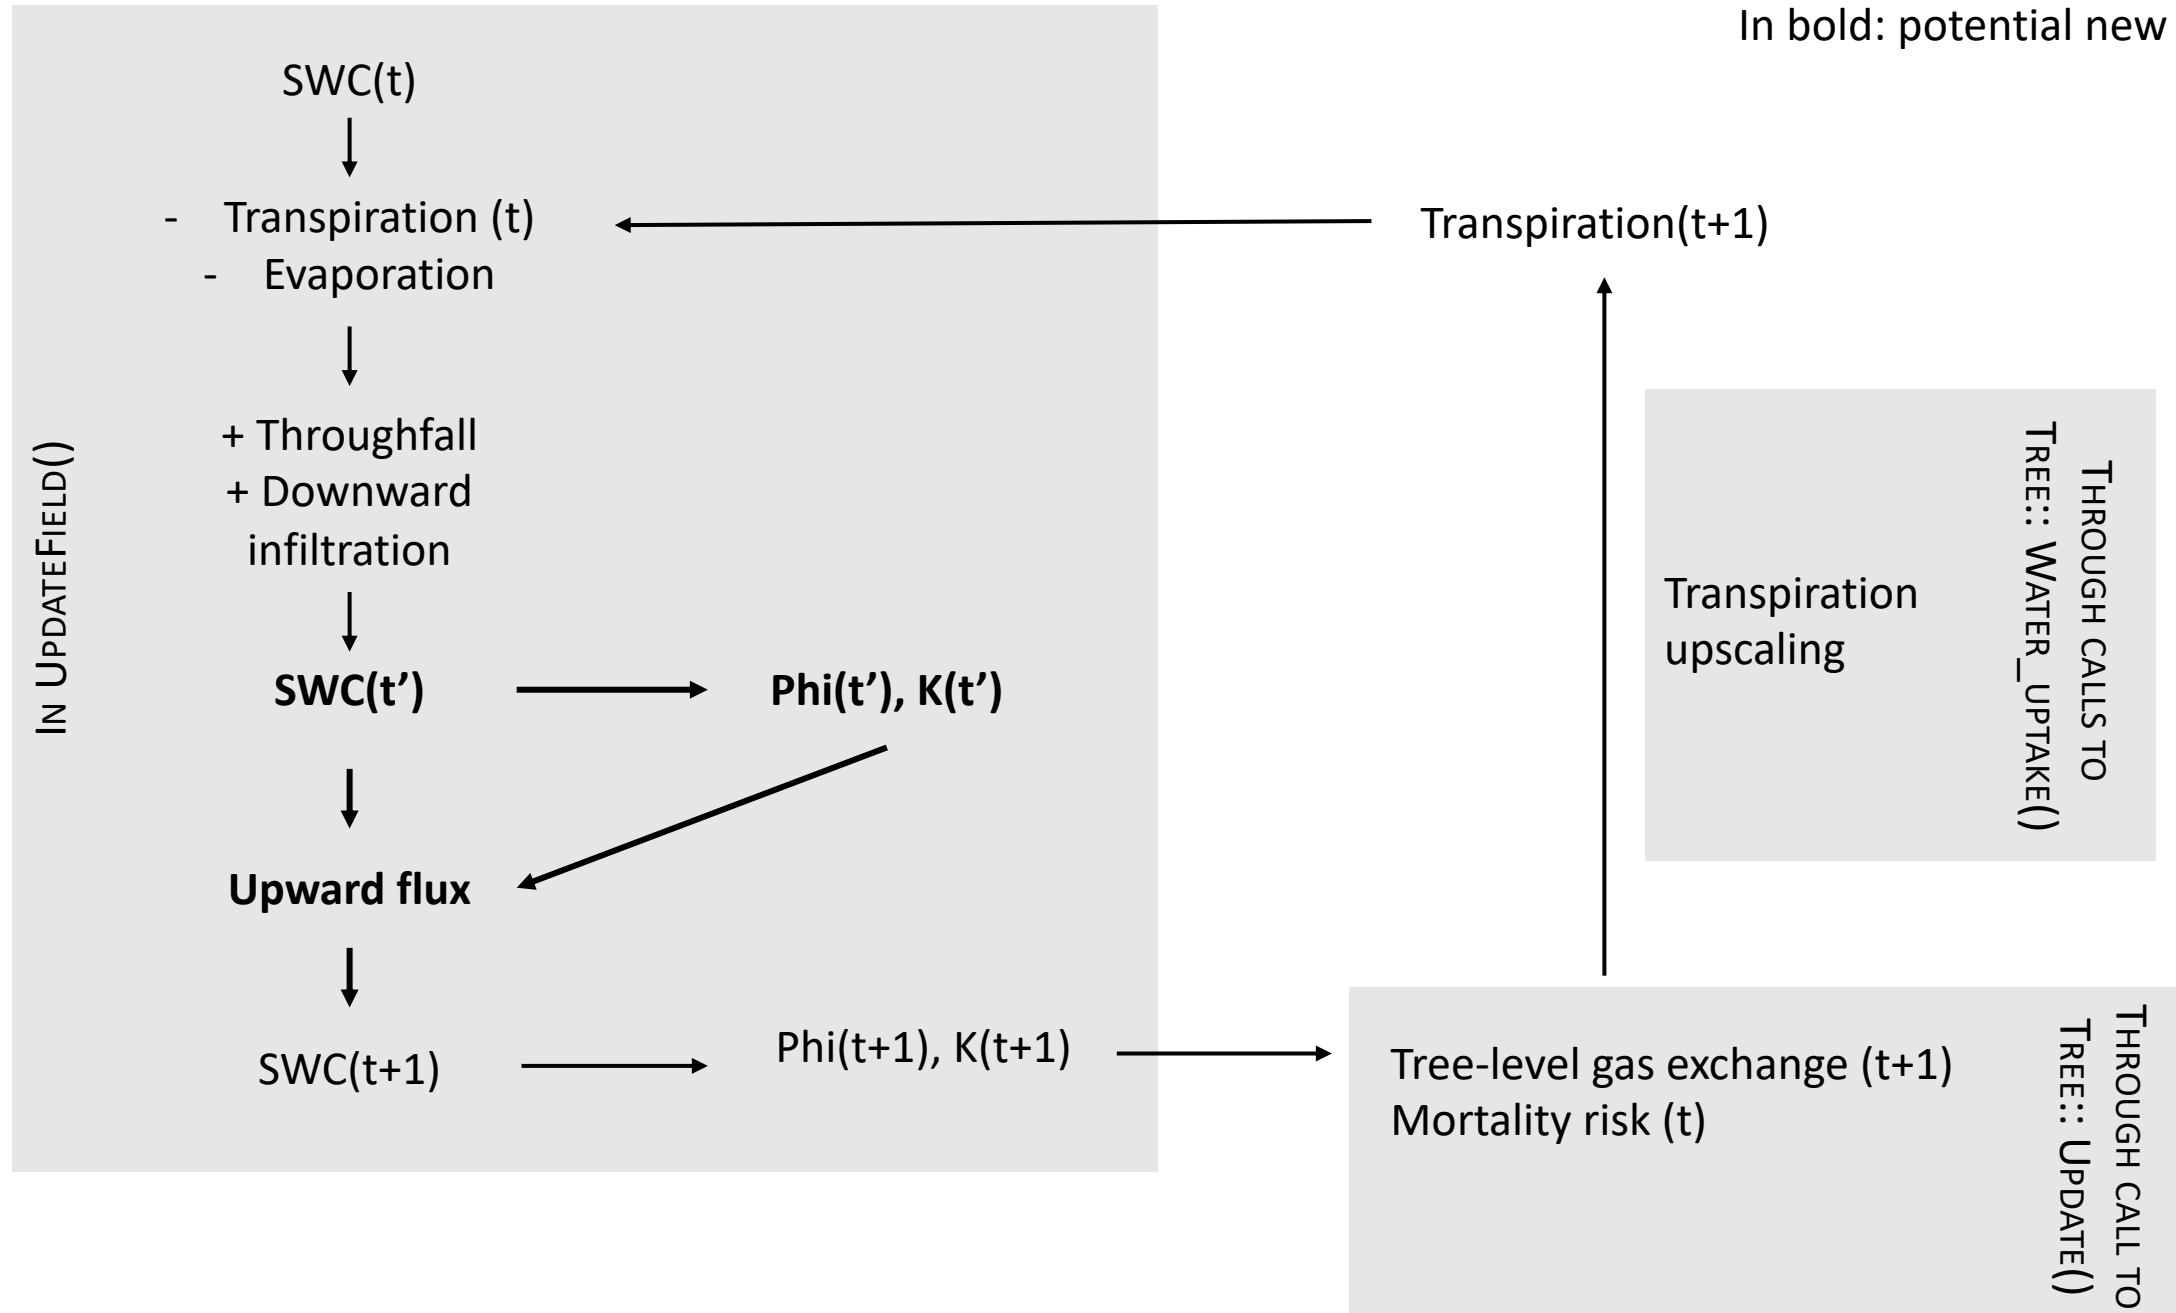 In bold: potential new
SWC(t)
- Transpiration (t)
- Evaporation
Transpiration(t+1)
+ Throughfall
+ Downward
infiltration
IN UPDATEFIELD()
SWC(t’)
Phi(t’), K(t’)
Transpiration
upscaling
THROUGH CALLS TO
TREE:: WATER_UPTAKE()
Upward flux
SWC(t+1)
Phi(t+1), K(t+1)
Tree-level gas exchange (t+1)
Mortality risk (t)
THROUGH CALL TO
TREE:: UPDATE()